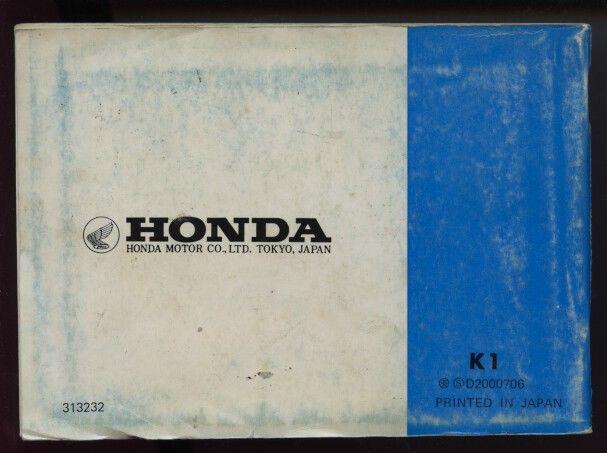 HONDA
HONDA MOTOR CO., LTD. TOKYO, JAPAN
K1
Ⓢ D2000706
PRINTED IN JAPAN
313232